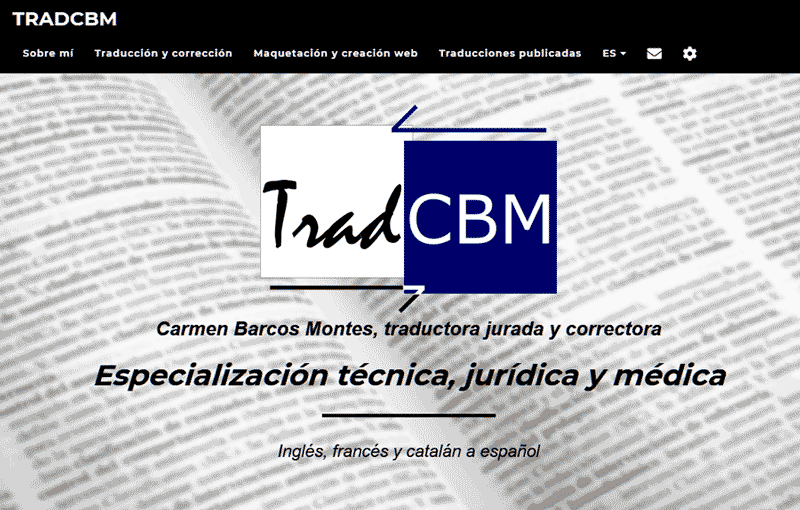 TRADCBM
Sobre mí Traducción y corrección Maquetación y creación web Traducciones publicadas ES
TradCBM
Carmen Barcos Montes, traductora jurada y correctora
Especialización técnica, jurídica y médica
Inglés, francés y catalán a español